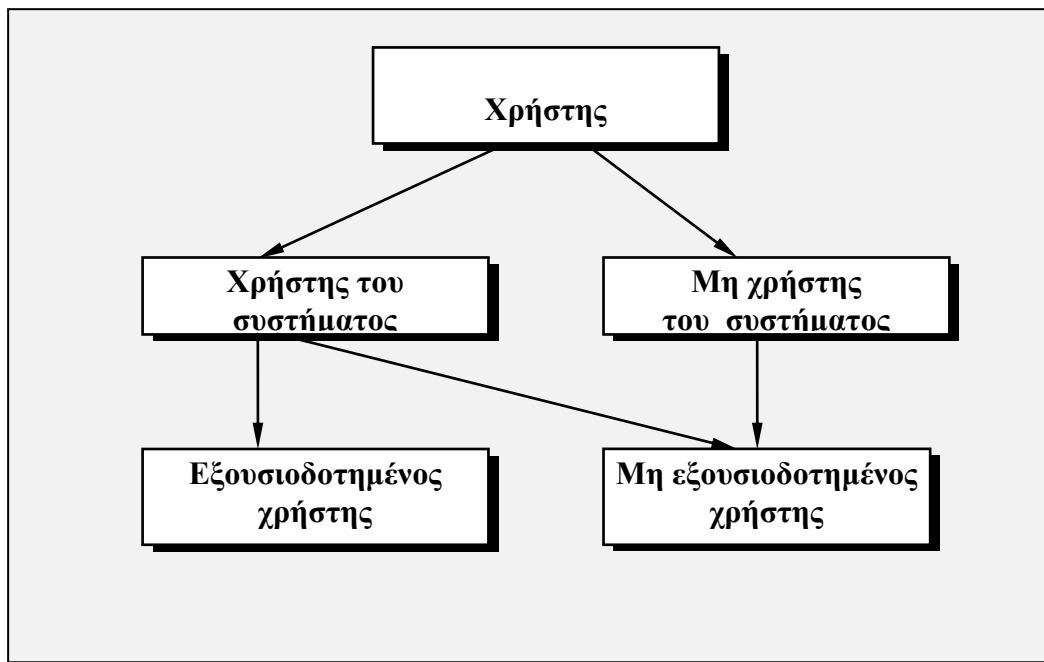 Χρήστης
Χρήστης του
συστήματος
Μη χρήστης
του συστήματος
Εξουσιοδοτημένος
χρήστης
Μη εξουσιοδοτημένος
χρήστης